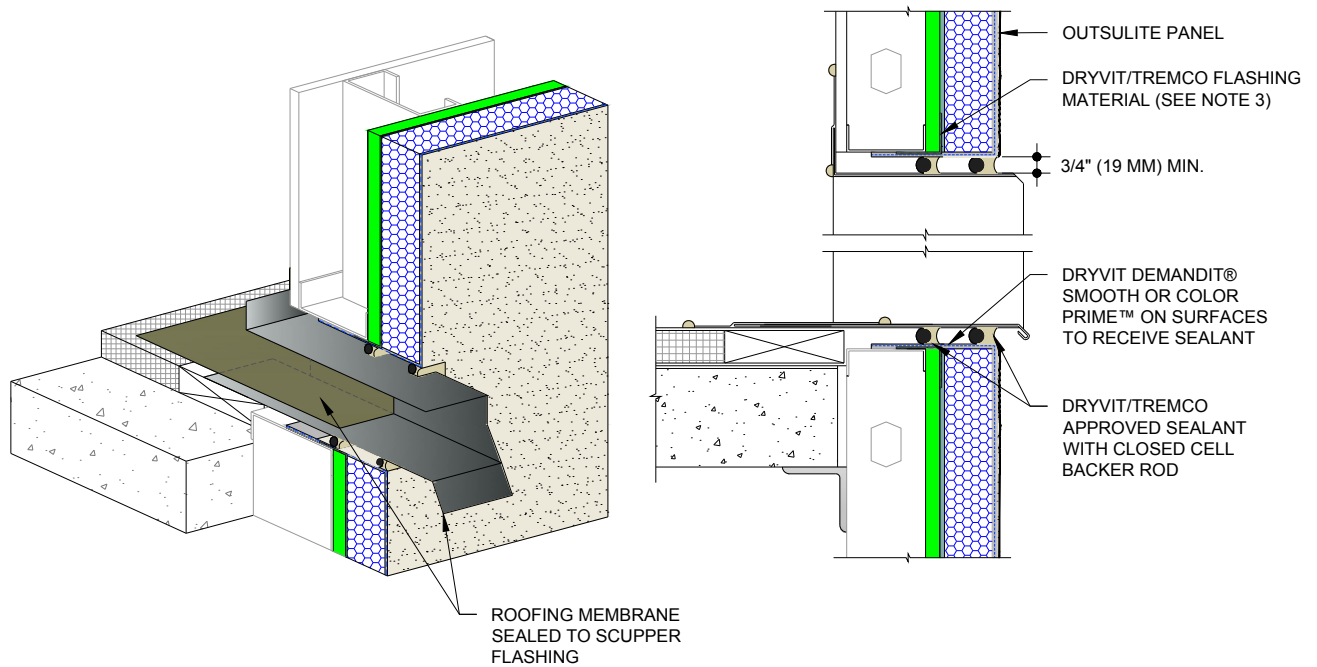 OUTSULITE PANEL
DRYVIT/TREMCO FLASHING
MATERIAL (SEE NOTE 3)
3/4" (19 MM) MIN.
DRYVIT DEMANDIT®
SMOOTH OR COLOR
PRIME™ ON SURFACES
TO RECEIVE SEALANT
DRYVIT/TREMCO
APPROVED SEALANT
WITH CLOSED CELL
BACKER ROD
ROOFING MEMBRANE
SEALED TO SCUPPER
FLASHING